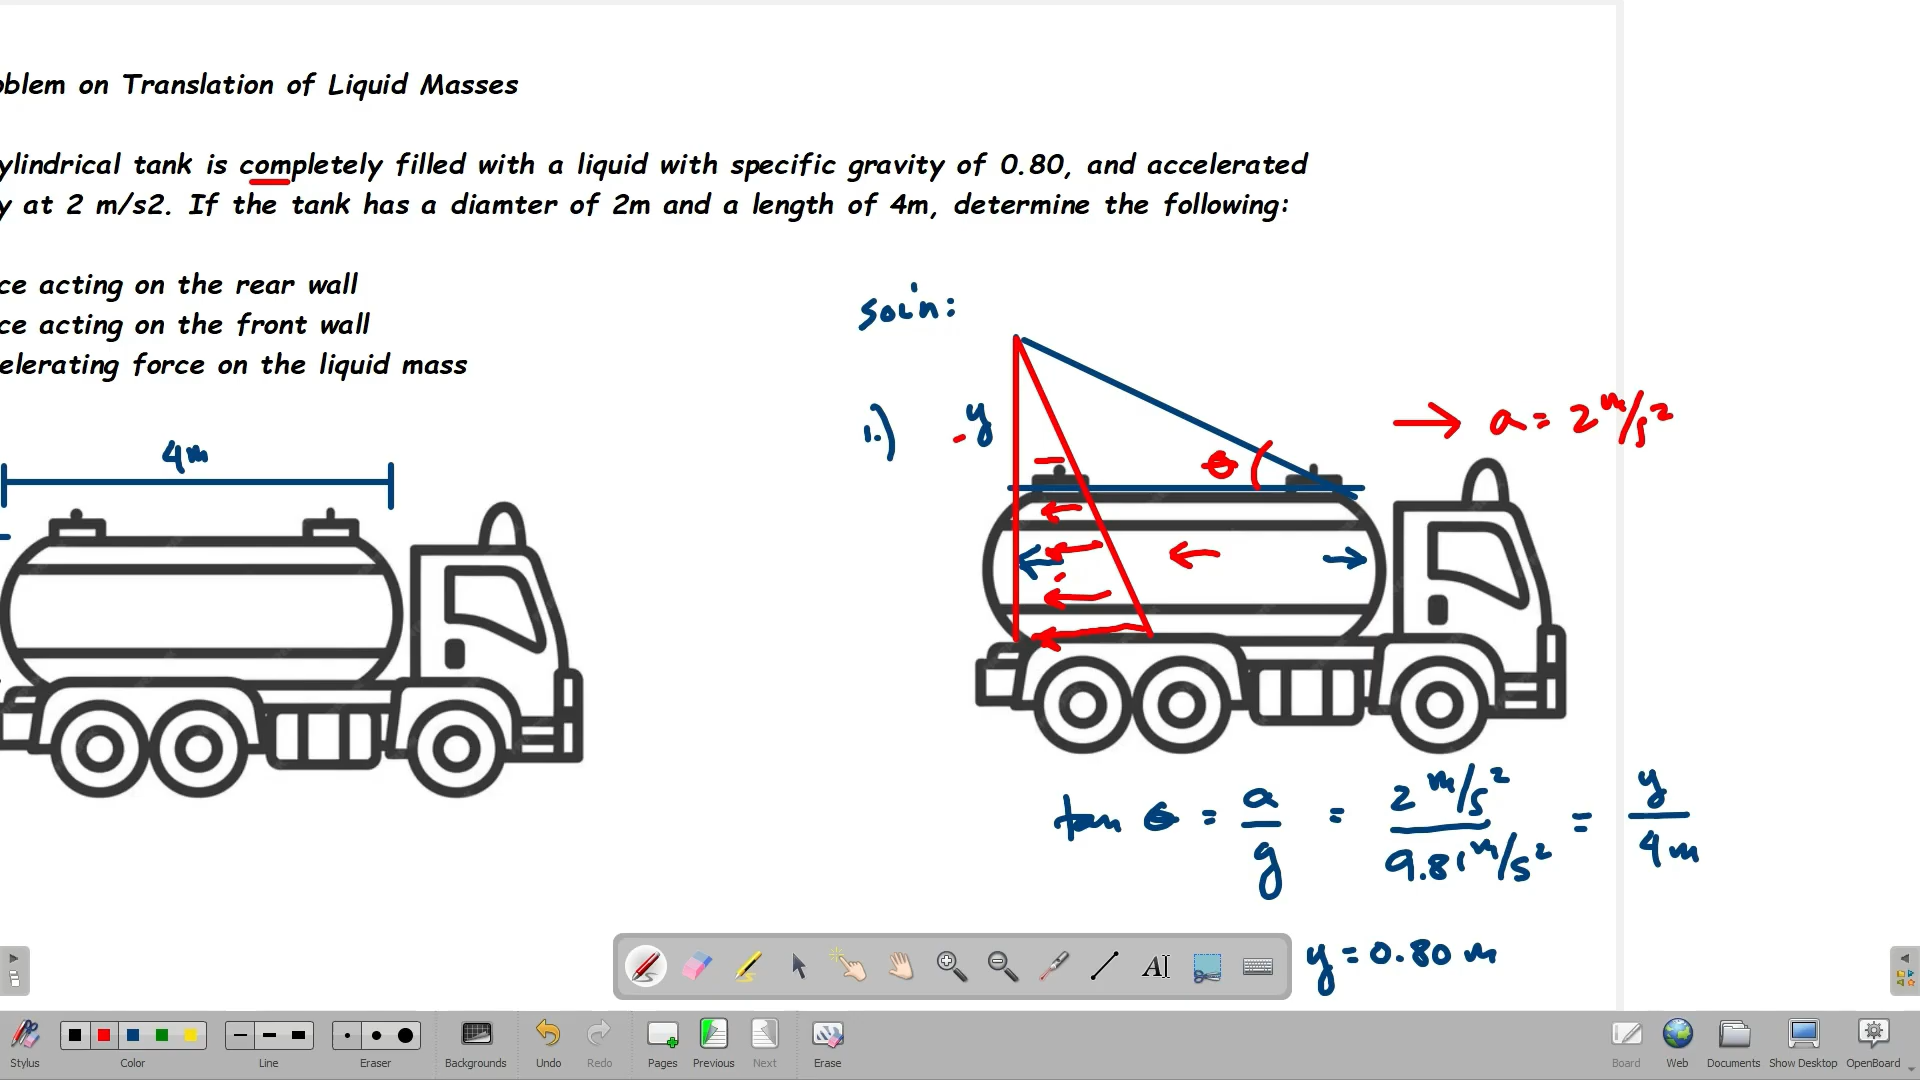 oblem on Translation of Liquid Masses
ylindrical tank is completely filled with a liquid with specific gravity of 0.80, and accelerated
y at 2 m/s2. If the tank has a diamter of 2m and a length of 4m, determine the following:
ce acting on the rear wall
ce acting on the front wall
elerating force on the liquid mass
sol'n:
1.)
y
θ
a = 2 m/s²
4m
tan θ = a/g = 2 m/s² / 9.81 m/s² = y / 4m
y = 0.80 m
Stylus
Color
Line
Eraser
Backgrounds
Undo
Redo
Pages
Previous
Next
Erase
Board
Web
Documents
Show Desktop
OpenBoard